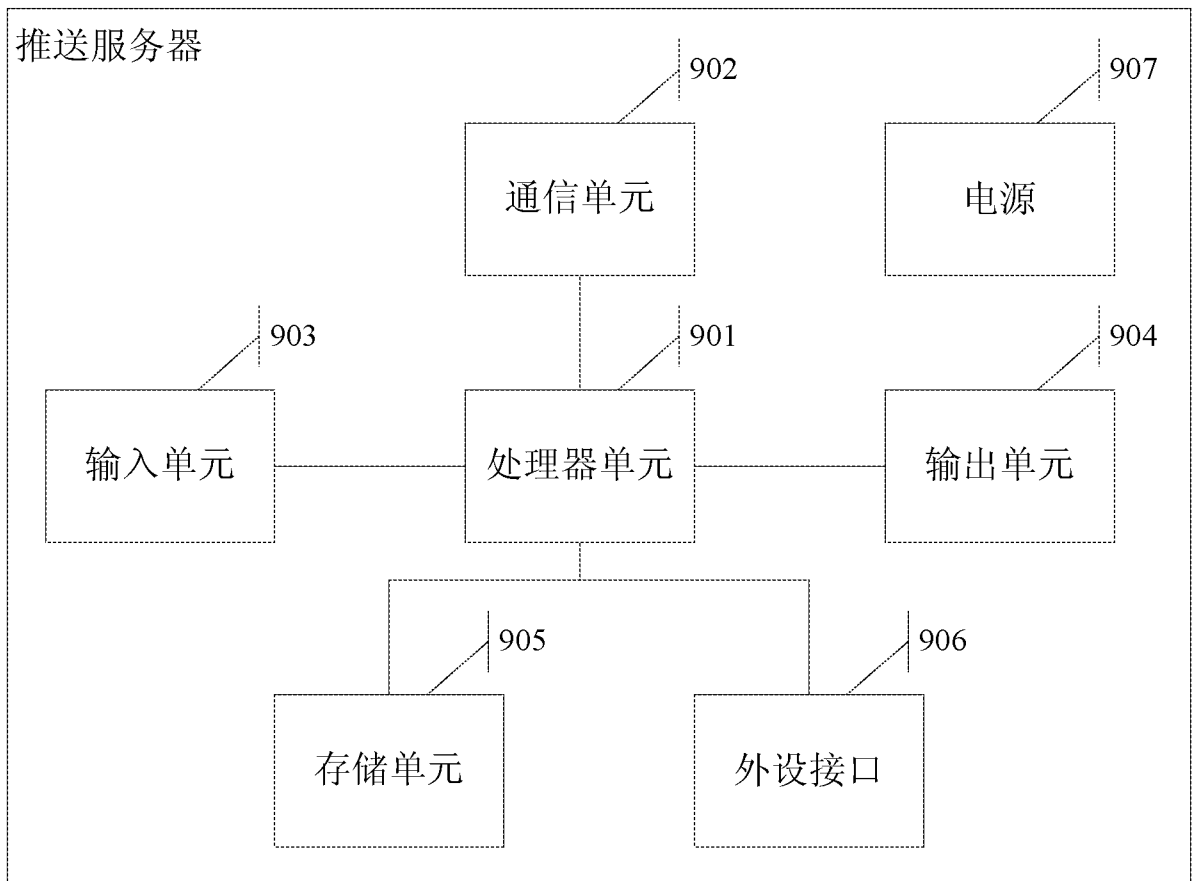 推送服务器
902
907
通信单元
电源
903
901
904
输入单元
处理器单元
输出单元
905
906
存储单元
外设接口